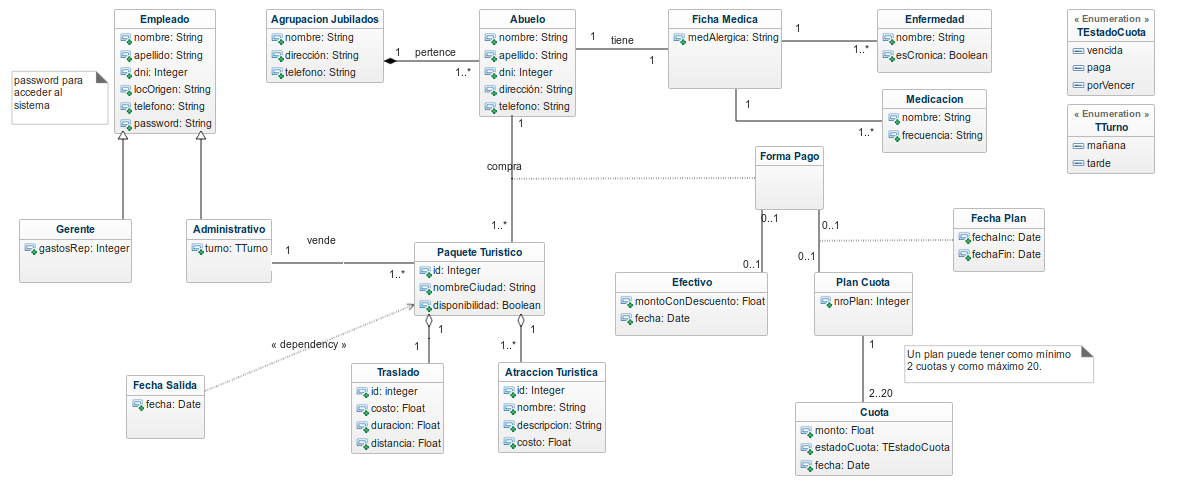 Empleado
nombre: String
apellido: String
dni: Integer
locOrigen: String
telefono: String
password: String
password para
acceder al
sistema
Agrupacion Jubilados
nombre: String
dirección: String
telefono: String
1
pertence
1..*
Abuelo
nombre: String
apellido: String
dni: Integer
dirección: String
telefono: String
1
tiene
1
Ficha Medica
medAlergica: String
1
1..*
Enfermedad
nombre: String
esCronica: Boolean
1
1..*
Medicacion
nombre: String
frecuencia: String
« Enumeration »
TEstadoCuota
vencida
paga
porVencer
« Enumeration »
TTurno
mañana
tarde
1
compra
1..*
Forma Pago
0..1
0..1
0..1
0..1
Fecha Plan
fechaInc: Date
fechaFin: Date
Gerente
gastosRep: Integer
Administrativo
turno: TTurno
1
vende
1..*
Paquete Turistico
id: Integer
nombreCiudad: String
disponibilidad: Boolean
Efectivo
montoConDescuento: Float
fecha: Date
Plan Cuota
nroPlan: Integer
« dependency »
1
1
1
1..*
1
Un plan puede tener como mínimo
2 cuotas y como máximo 20.
2..20
Fecha Salida
fecha: Date
Traslado
id: integer
costo: Float
duracion: Float
distancia: Float
Atraccion Turistica
id: Integer
nombre: String
descripcion: String
costo: Float
Cuota
monto: Float
estadoCuota: TEstadoCuota
fecha: Date